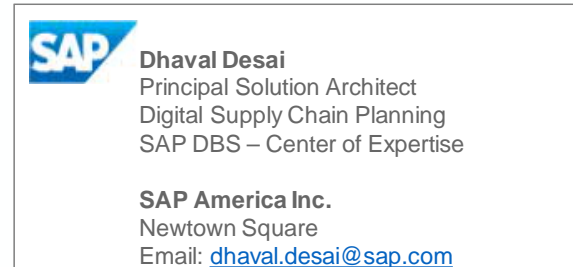 SAP
Dhaval Desai
Principal Solution Architect
Digital Supply Chain Planning
SAP DBS – Center of Expertise
SAP America Inc.
Newtown Square
Email: dhaval.desai@sap.com